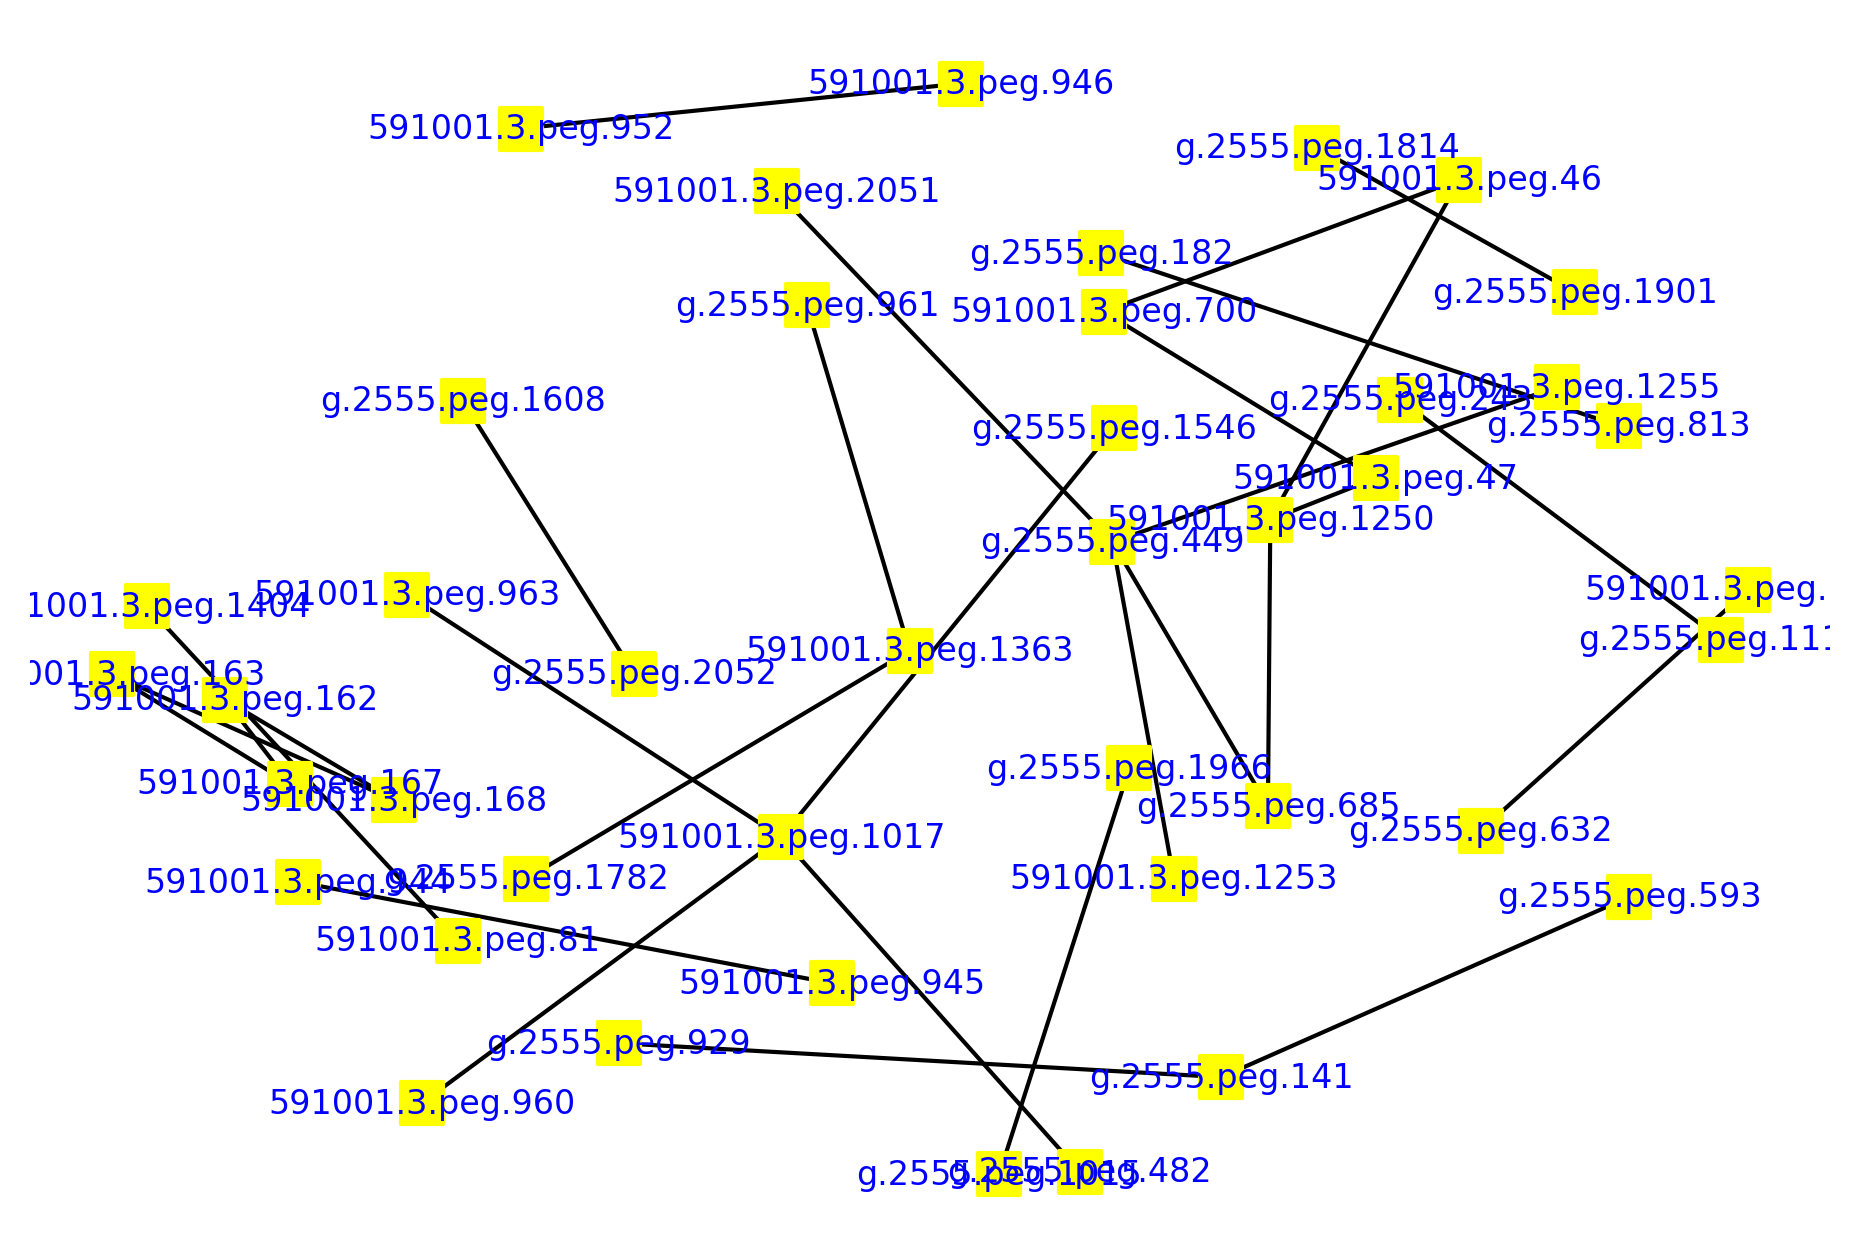 591001.3.peg.946
591001.3.peg.952
g.2555.peg.1814
591001.3.peg.46
591001.3.peg.2051
g.2555.peg.182
g.2555.peg.1901
g.2555.peg.961
591001.3.peg.700
591001.3.peg.1255
g.2555.peg.1608
g.2555.peg.243
g.2555.peg.813
g.2555.peg.1546
591001.3.peg.47
591001.3.peg.1250
g.2555.peg.449
591001.3.peg.
591001.3.peg.963
1001.3.peg.1404
g.2555.peg.111
591001.3.peg.1363
001.3.peg.163
g.2555.peg.2052
591001.3.peg.162
g.2555.peg.1966
591001.3.peg.167
591001.3.peg.168
g.2555.peg.685
g.2555.peg.632
591001.3.peg.1017
591001.3.peg.944
g.2555.peg.1782
591001.3.peg.1253
g.2555.peg.593
591001.3.peg.81
591001.3.peg.945
g.2555.peg.929
g.2555.peg.141
591001.3.peg.960
g.2555.peg.1015
g.2555.peg.482